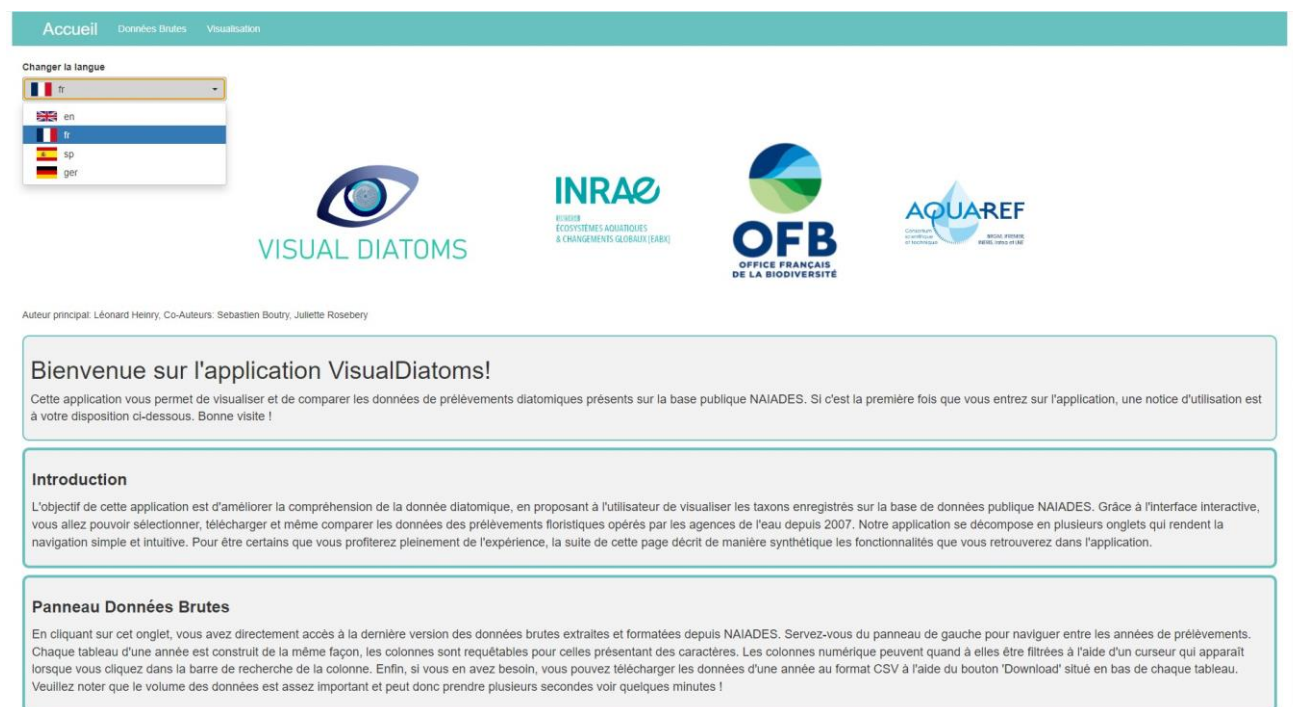 Accueil Données Brutes Visualisation
Changer la langue
fr
en
fr
sp
ger
VISUAL DIATOMS
INRAE
ÉCOSYSTÈMES AQUATIQUES
& CHANGEMENTS GLOBAUX [EABX]
OFB
OFFICE FRANÇAIS
DE LA BIODIVERSITÉ
AQUAREF
Consortium
scientifique
et technique
Auteur principal: Léonard Heinry, Co-Auteurs: Sebastien Boutry, Juliette Rosebery
Bienvenue sur l'application VisualDiatoms!
Cette application vous permet de visualiser et de comparer les données de prélèvements diatomiques présents sur la base publique NAIADES. Si c'est la première fois que vous entrez sur l'application, une notice d'utilisation est
à votre disposition ci-dessous. Bonne visite !
Introduction
L'objectif de cette application est d'améliorer la compréhension de la donnée diatomique, en proposant à l'utilisateur de visualiser les taxons enregistrés sur la base de données publique NAIADES. Grâce à l'interface interactive,
vous allez pouvoir sélectionner, télécharger et même comparer les données des prélèvements floristiques opérés par les agences de l'eau depuis 2007. Notre application se décompose en plusieurs onglets qui rendent la
navigation simple et intuitive. Pour être certains que vous profiterez pleinement de l'expérience, la suite de cette page décrit de manière synthétique les fonctionnalités que vous retrouverez dans l'application.
Panneau Données Brutes
En cliquant sur cet onglet, vous avez directement accès à la dernière version des données brutes extraites et formatées depuis NAIADES. Servez-vous du panneau de gauche pour naviguer entre les années de prélèvements.
Chaque tableau d'une année est construit de la même façon, les colonnes sont requêtables pour celles présentant des caractères. Les colonnes numérique peuvent quand à elles être filtrées à l'aide d'un curseur qui apparaît
lorsque vous cliquez dans la barre de recherche de la colonne. Enfin, si vous en avez besoin, vous pouvez télécharger les données d'une année au format CSV à l'aide du bouton 'Download' situé en bas de chaque tableau.
Veuillez noter que le volume des données est assez important et peut donc prendre plusieurs secondes voir quelques minutes !